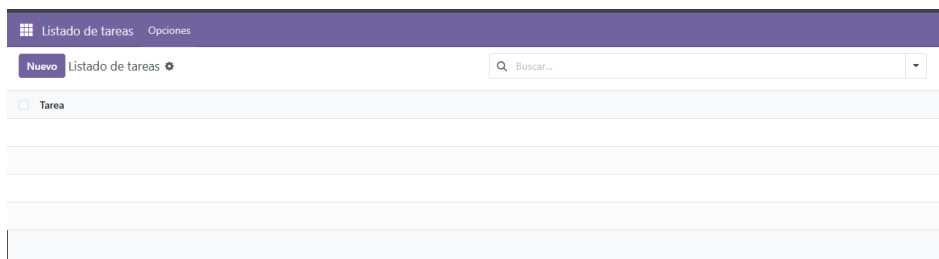 Listado de tareas Opciones
Nuevo Listado de tareas Buscar...
Tarea